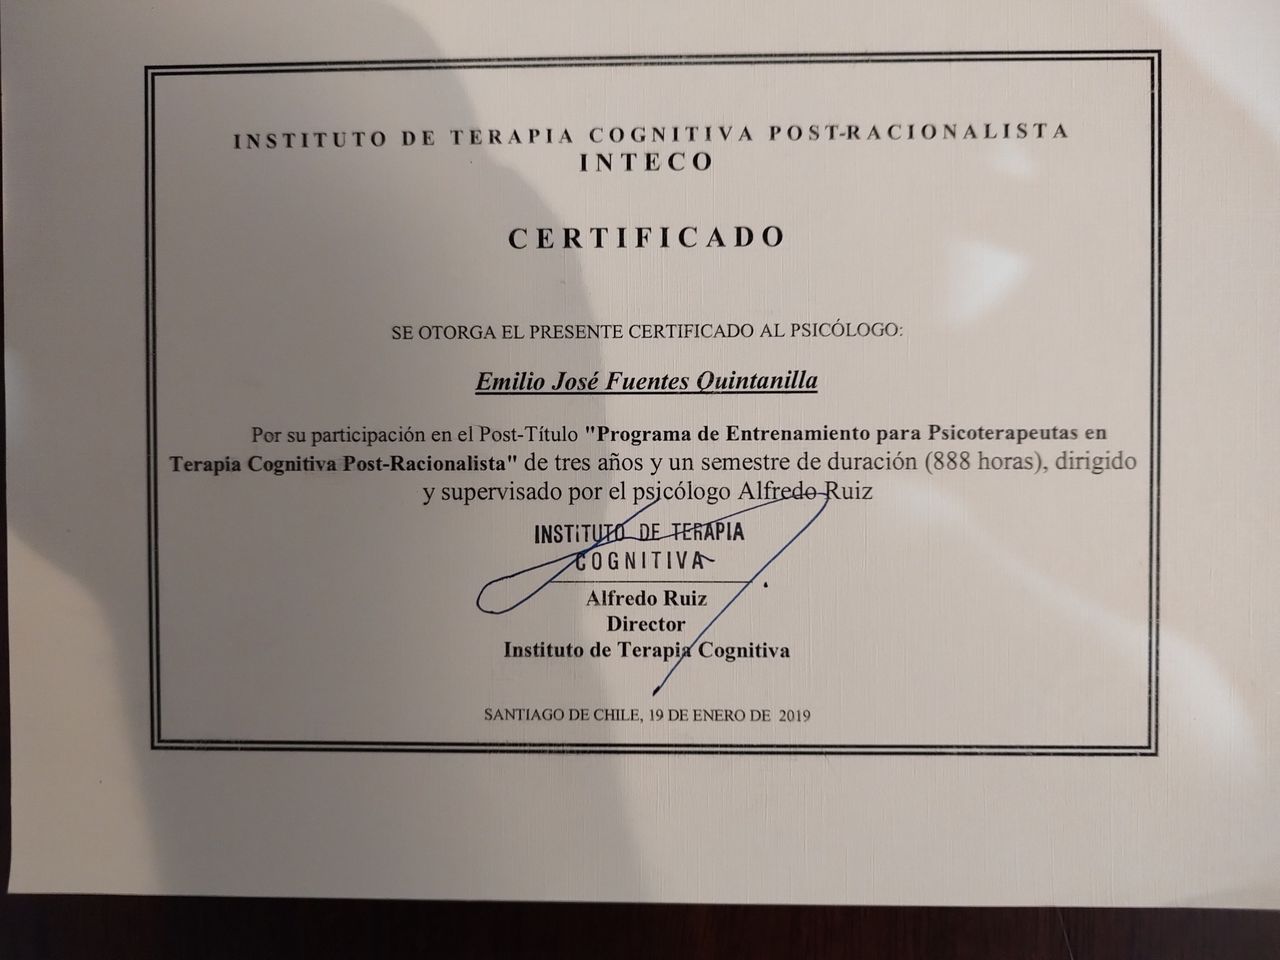 INSTITUTO DE TERAPIA COGNITIVA POST-RACIONALISTA
INTECO
CERTIFICADO
SE OTORGA EL PRESENTE CERTIFICADO AL PSICÓLOGO:
Emilio José Fuentes Quintanilla
Por su participación en el Post-Título "Programa de Entrenamiento para Psicoterapeutas en
Terapia Cognitiva Post-Racionalista" de tres años y un semestre de duración (888 horas), dirigido
y supervisado por el psicólogo Alfredo Ruiz
INSTITUTO DE TERAPIA
COGNITIVA
Alfredo Ruiz
Director
Instituto de Terapia Cognitiva
SANTIAGO DE CHILE, 19 DE ENERO DE 2019